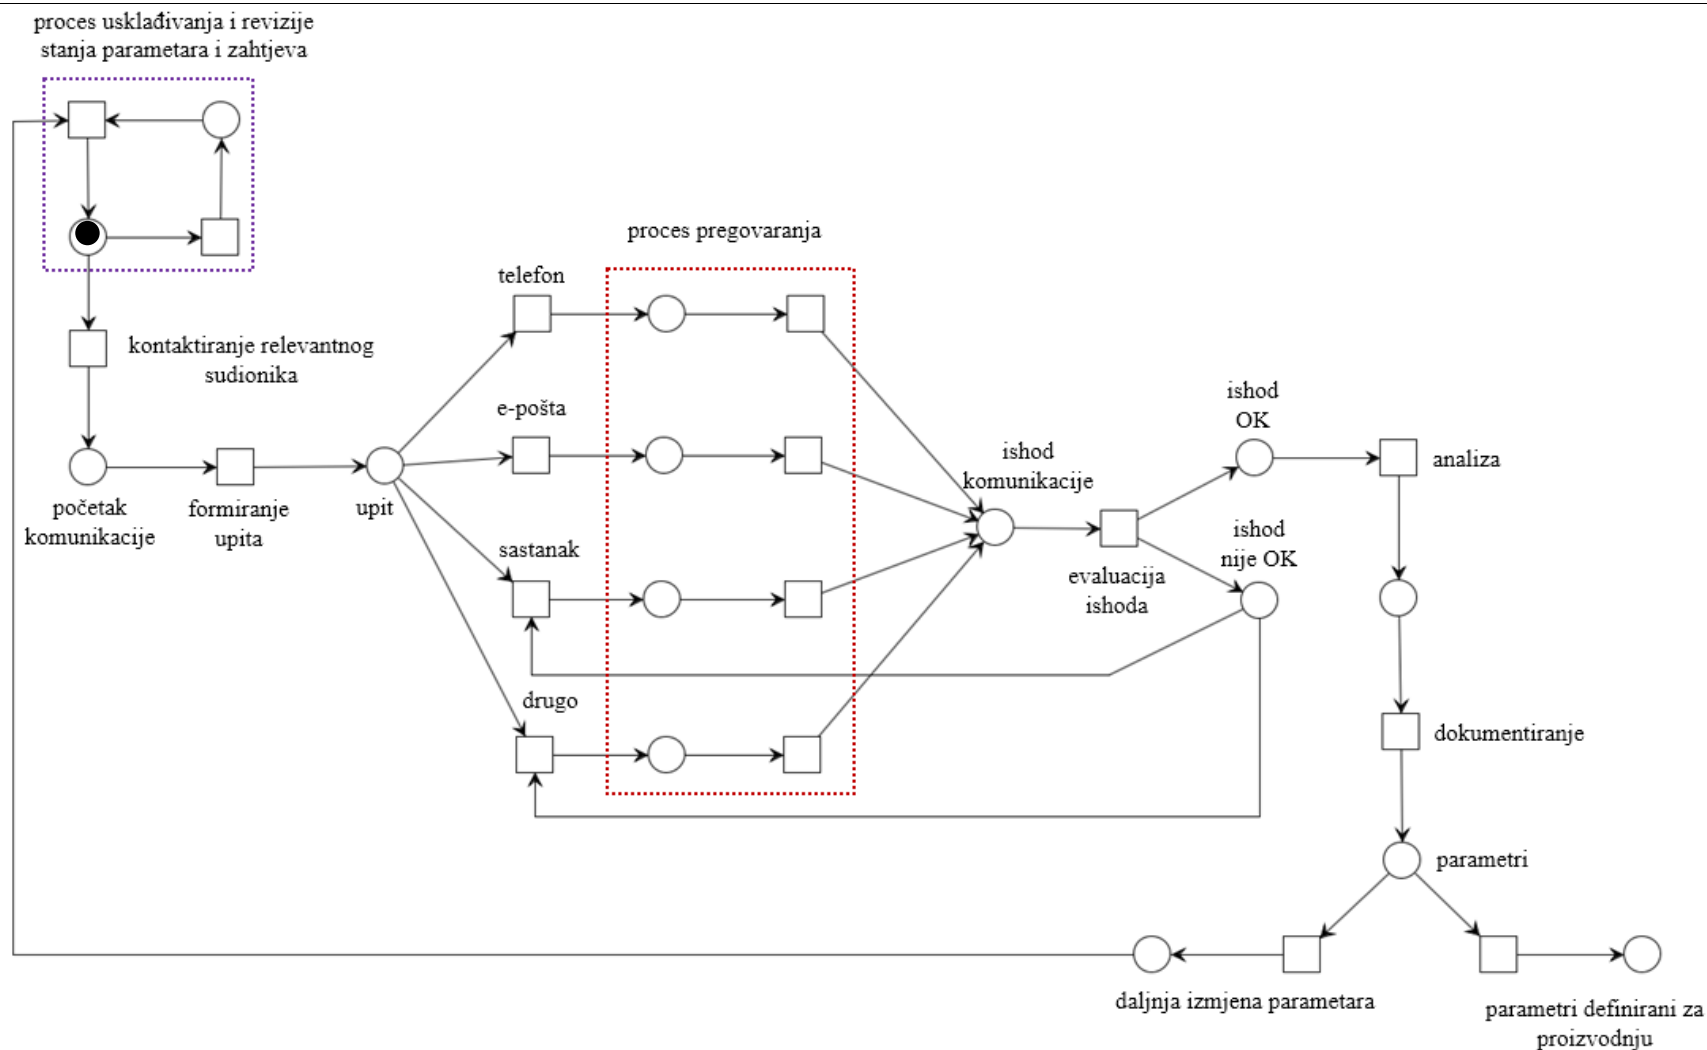 proces usklađivanja i revizije
stanja parametara i zahtjeva
proces pregovaranja
telefon
kontaktiranje relevantnog
sudionika
e-pošta
ishod
OK
ishod
komunikacije
analiza
početak
komunikacije
formiranje
upita
upit
sastanak
ishod
nije OK
evaluacija
ishoda
drugo
dokumentiranje
parametri
daljnja izmjena parametara
parametri definirani za
proizvodnju